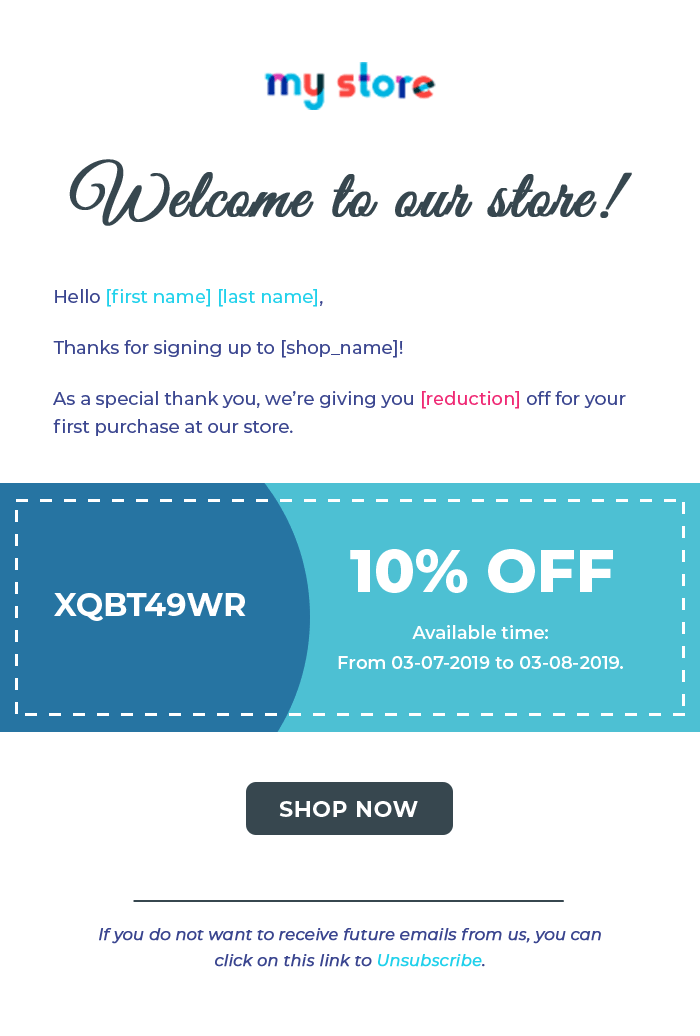 my store
Welcome to our store!
Hello [first name] [last name],
Thanks for signing up to [shop_name]!
As a special thank you, we’re giving you [reduction] off for your
first purchase at our store.
XQBT49WR
10% OFF
Available time:
From 03-07-2019 to 03-08-2019.
SHOP NOW
If you do not want to receive future emails from us, you can
click on this link to Unsubscribe.